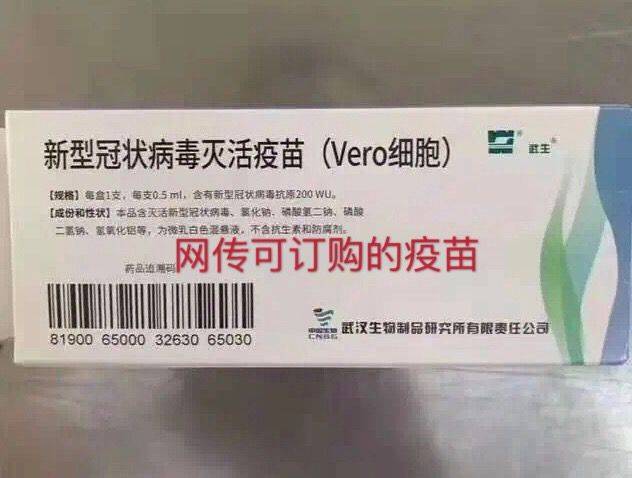 新型冠状病毒灭活疫苗（Vero细胞）
武生
【规格】每盒1支，每支0.5 ml，含有新型冠状病毒抗原200 WU。
【成份和性状】本品含灭活新型冠状病毒、氯化钠、磷酸氢二钠、磷酸
二氢钠、氢氧化铝等，为微乳白色混悬液，不含抗生素和防腐剂。
网传可订购的疫苗
药品追溯码
81900 65000 32630 65030
中国生物
CNBG
武汉生物制品研究所有限责任公司